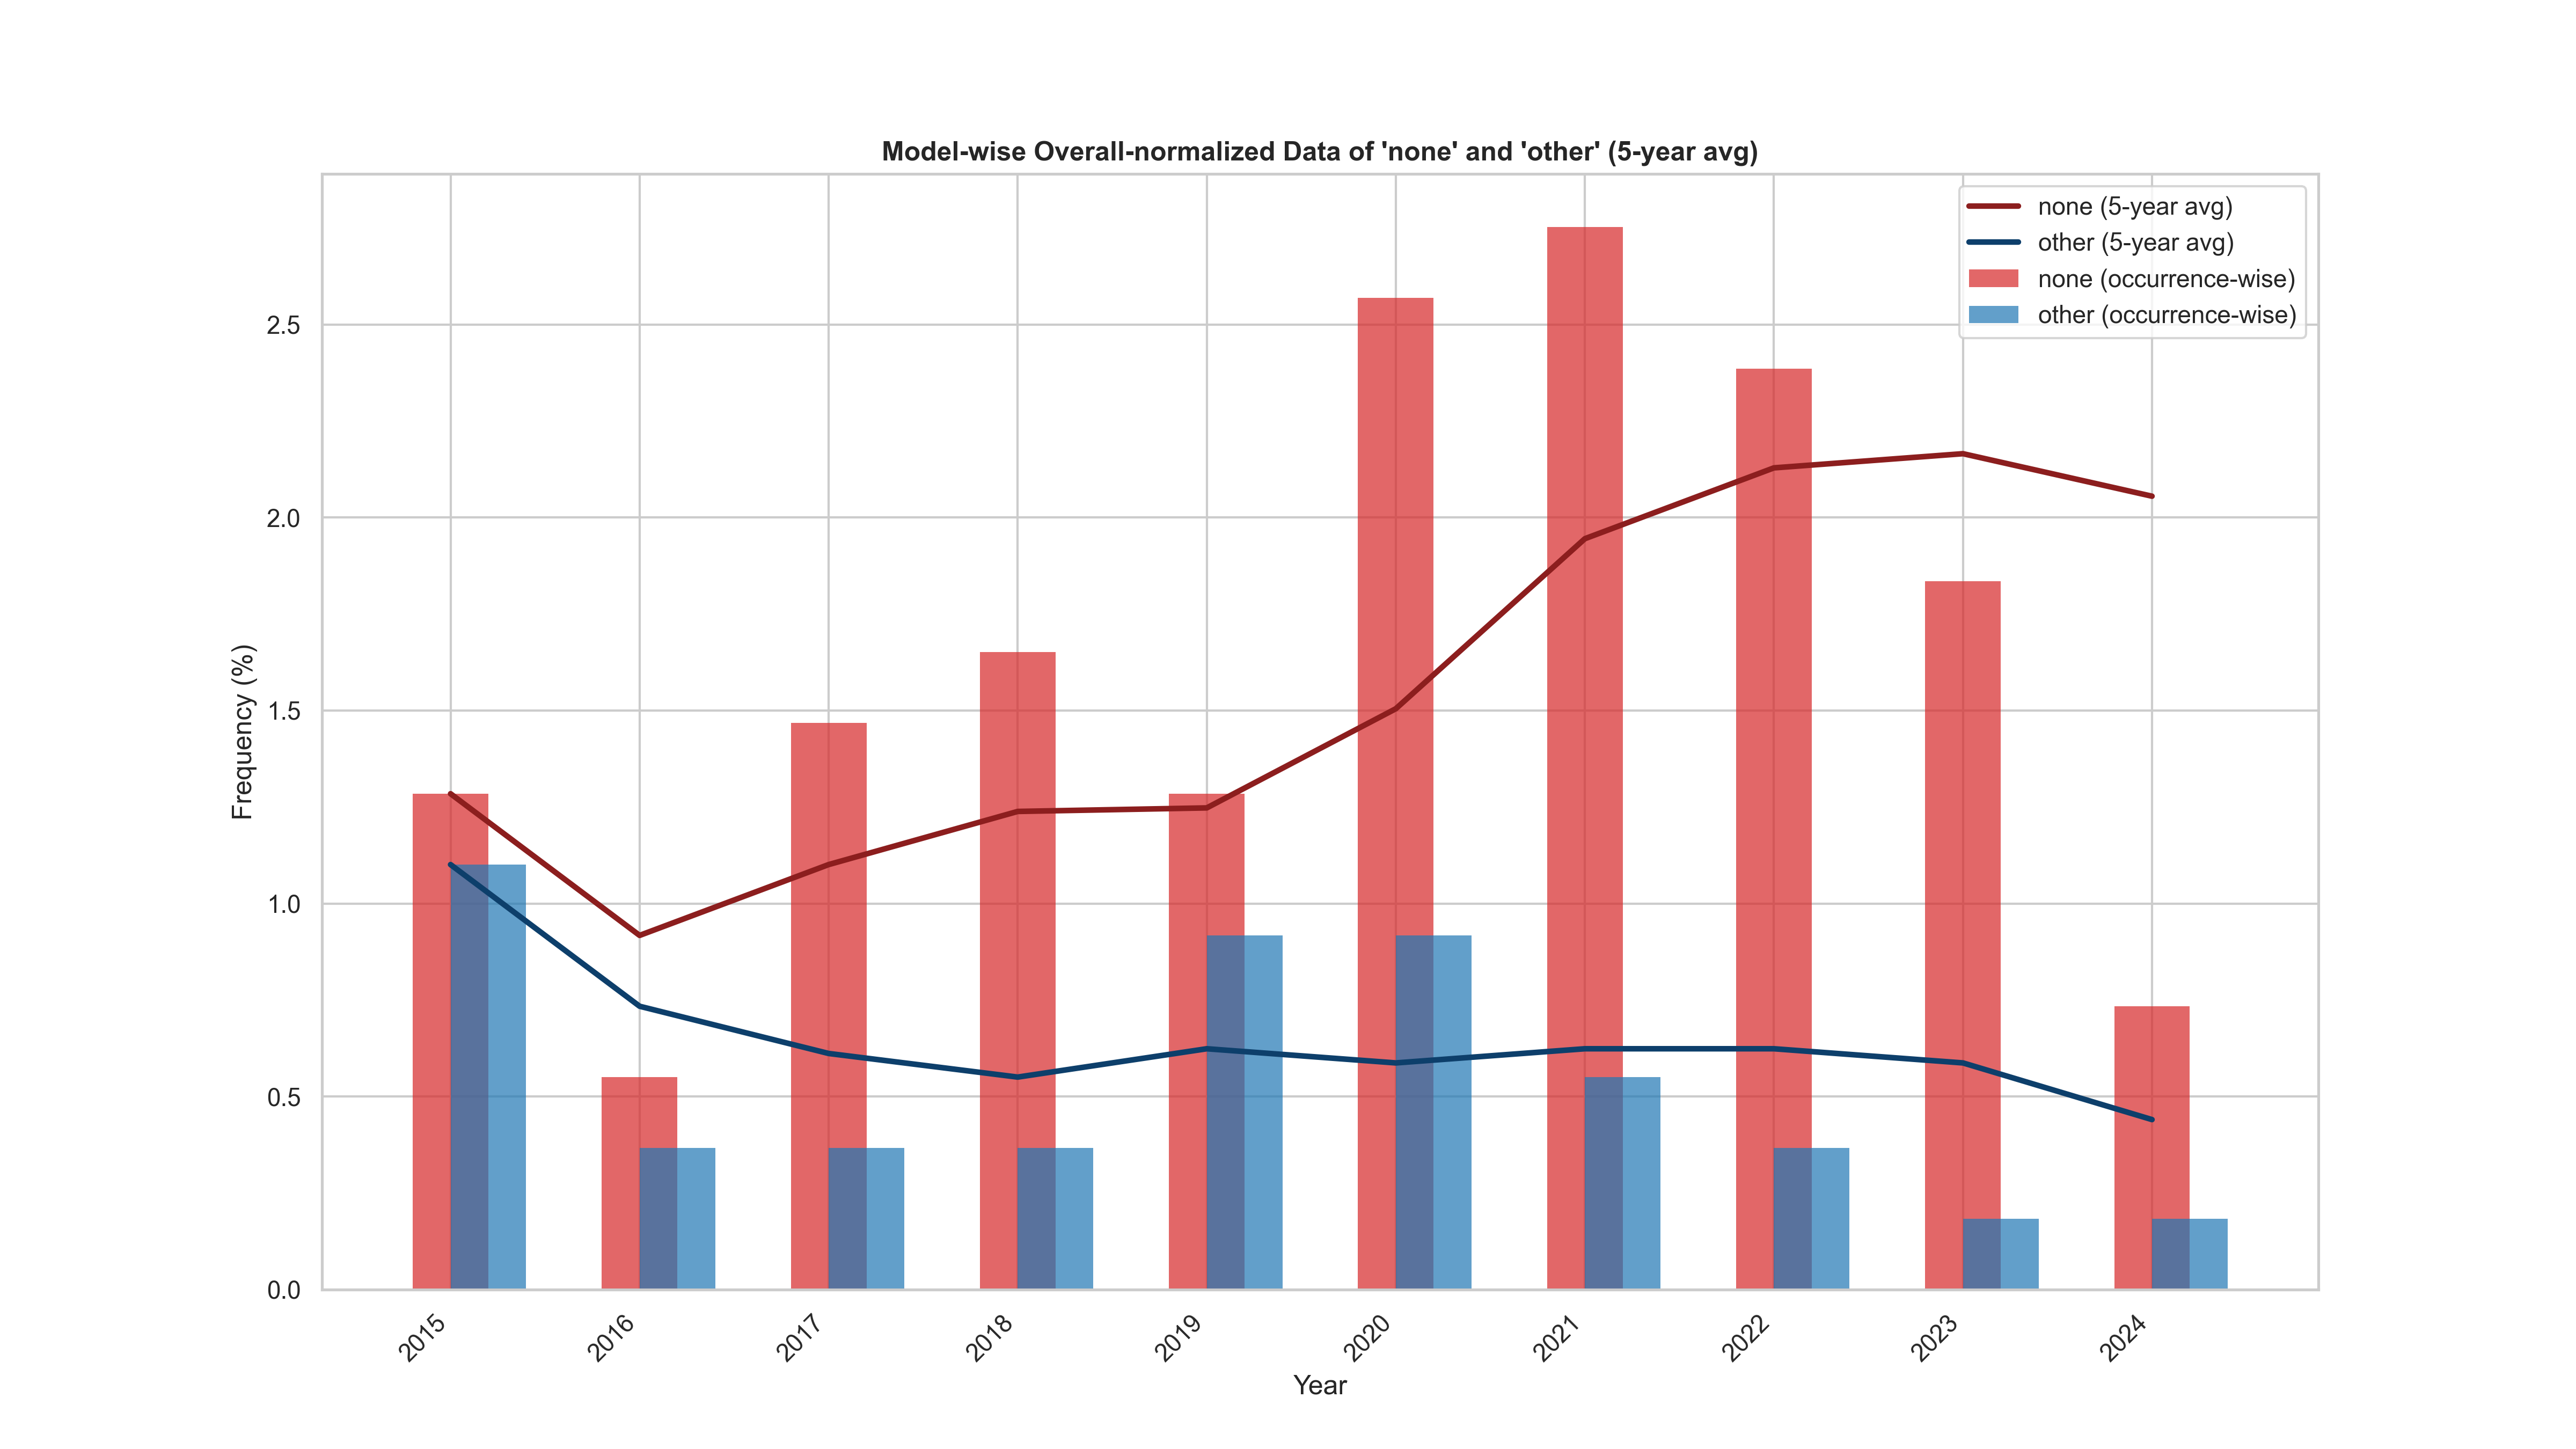 Model-wise Overall-normalized Data of 'none' and 'other' (5-year avg)
none (5-year avg)
other (5-year avg)
none (occurrence-wise)
other (occurrence-wise)
Frequency (%)
2.5
2.0
1.5
1.0
0.5
0.0
2015
2016
2017
2018
2019
2020
2021
2022
2023
2024
Year